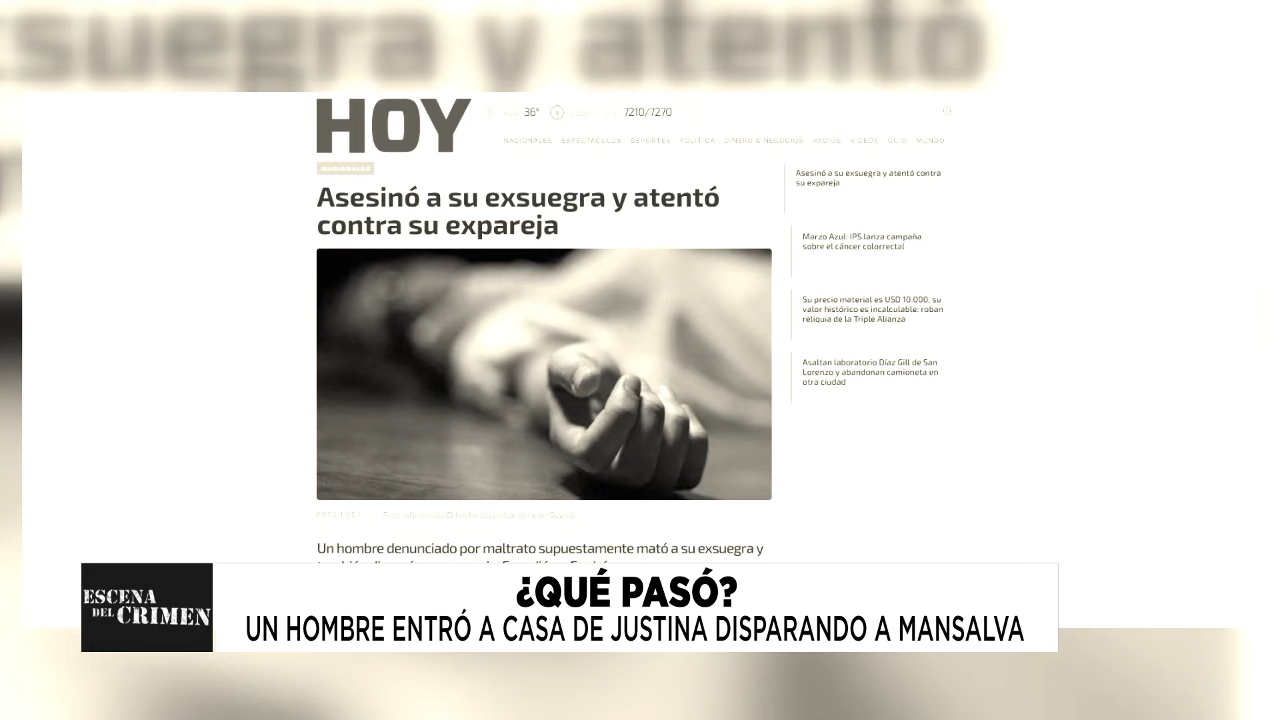 suegra y atentó
HOY
36°
7210/7270
NACIONALES ESPECTÁCULOS DEPORTES POLÍTICA DINERO & NEGOCIOS RADIOS VIDEOS OCIO MUNDO
NACIONALES
Asesinó a su exsuegra y atentó
contra su expareja
Un hombre denunciado por maltrato supuestamente mató a su exsuegra y
Asesinó a su exsuegra y atentó contra
su expareja
Marzo Azul: IPS lanza campaña
sobre el cáncer colorrectal
Su precio material es USD 10.000, su
valor histórico es incalculable: roban
reliquia de la Triple Alianza
Asaltan laboratorio Díaz Gill de San
Lorenzo y abandonan camioneta en
otra ciudad
ESCENA
DEL CRIMEN
¿QUÉ PASÓ?
UN HOMBRE ENTRÓ A CASA DE JUSTINA DISPARANDO A MANSALVA